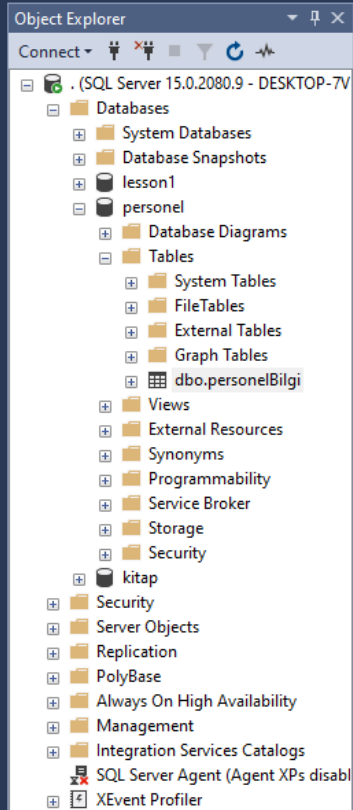 Object Explorer
Connect
. (SQL Server 15.0.2080.9 - DESKTOP-7V
Databases
System Databases
Database Snapshots
lesson1
personel
Database Diagrams
Tables
System Tables
FileTables
External Tables
Graph Tables
dbo.personelBilgi
Views
External Resources
Synonyms
Programmability
Service Broker
Storage
Security
kitap
Security
Server Objects
Replication
PolyBase
Always On High Availability
Management
Integration Services Catalogs
SQL Server Agent (Agent XPs disabl
XEvent Profiler